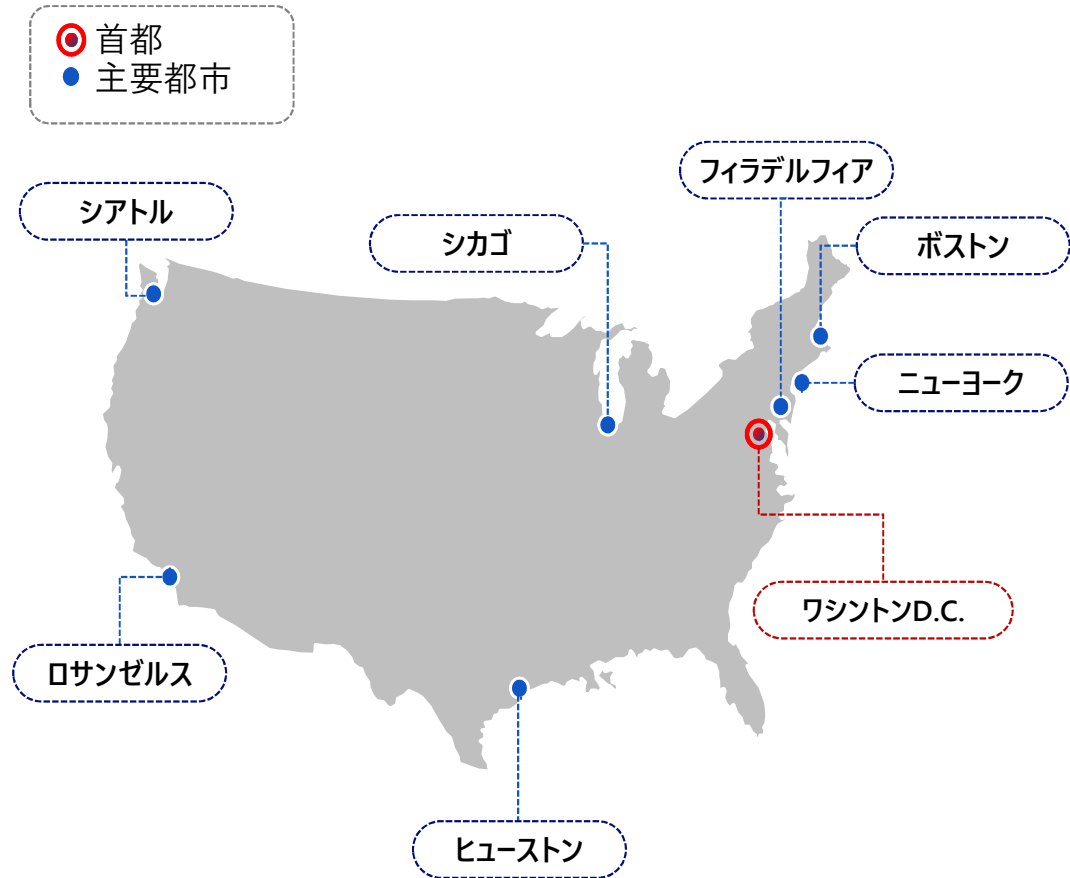 首都
主要都市
フィラデルフィア
シアトル
シカゴ
ボストン
ニューヨーク
ワシントンD.C.
ロサンゼルス
ヒューストン